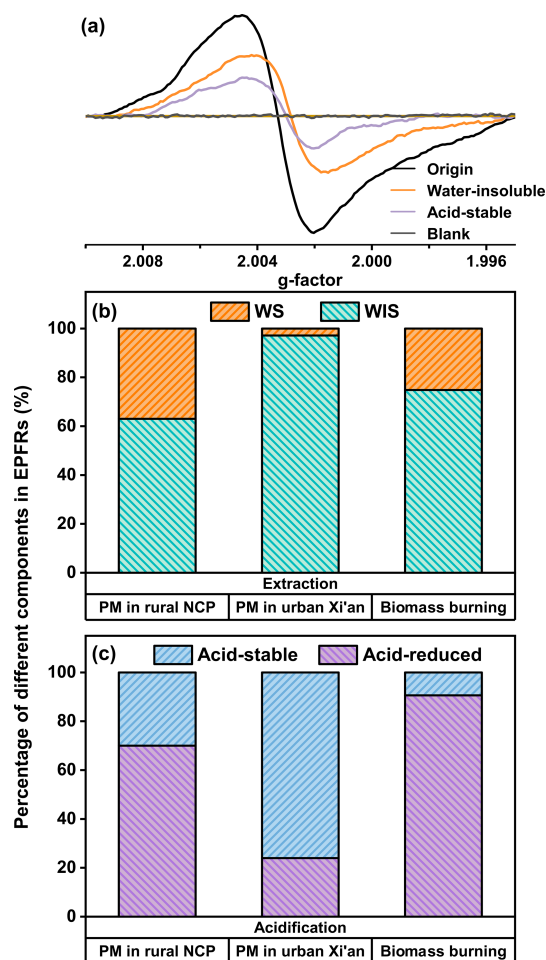 (a)
Origin
Water-insoluble
Acid-stable
Blank
2.008 2.004 2.000 1.996
g-factor
Percentage of different components in EPFRs (%)
(b) WS WIS
100
80
60
40
20
0
Extraction
PM in rural NCP PM in urban Xi'an Biomass burning
(c) Acid-stable Acid-reduced
100
80
60
40
20
0
Acidification
PM in rural NCP PM in urban Xi'an Biomass burning